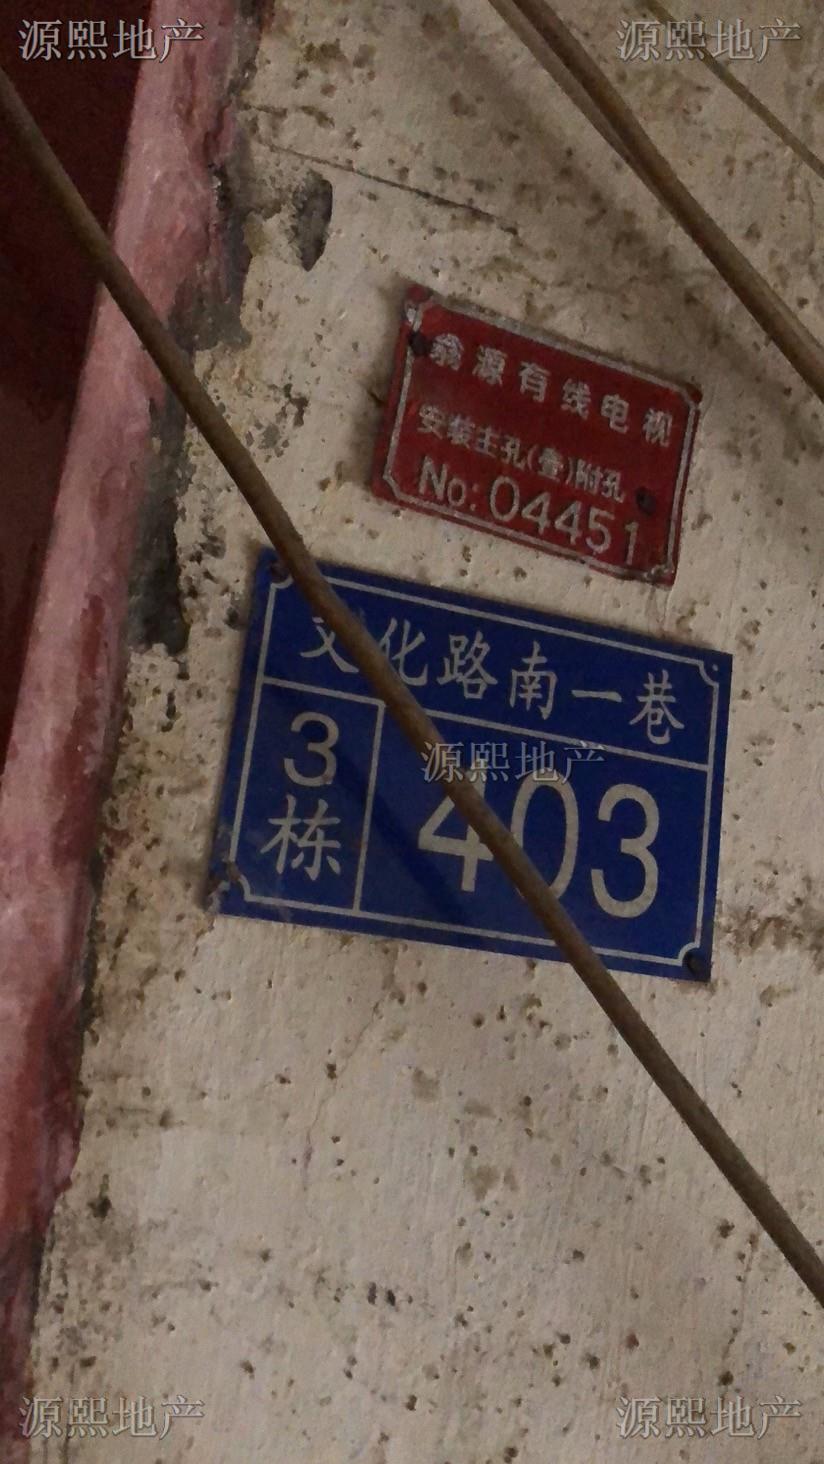 源熙地产
源熙地产
翁源有线电视
安装主孔(壹)附孔
No: 04451
文化路南一巷
3
栋
403
源熙地产
源熙地产
源熙地产